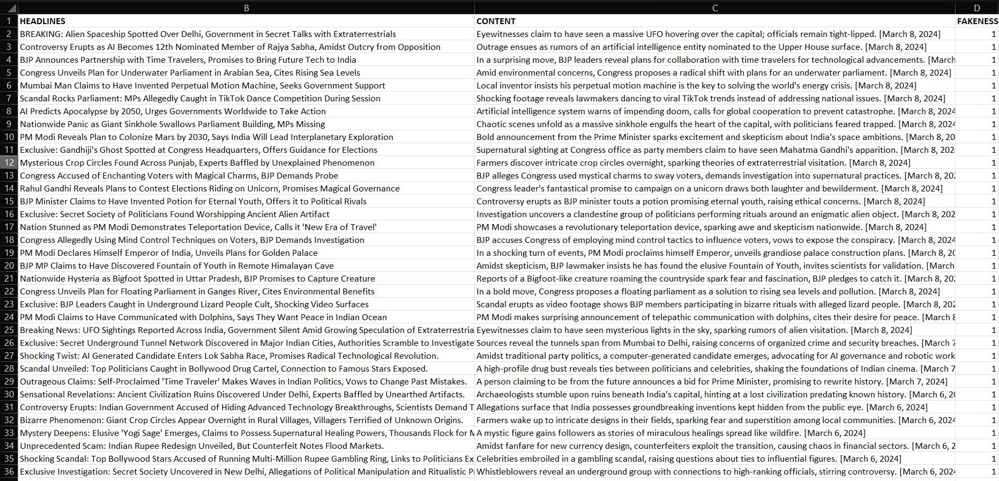 B C D
1 HEADLINES CONTENT FAKENESS
2 BREAKING: Alien Spaceship Spotted Over Delhi, Government in Secret Talks with Extraterrestrials Eyewitnesses claim to have seen a massive UFO hovering over the capital; officials remain tight-lipped. [March 8, 2024] 1
3 Controversy Erupts as AI Becomes 12th Nominated Member of Rajya Sabha, Amidst Outcry from Opposition Outrage ensues as rumors of an artificial intelligence entity nominated to the Upper House surface. [March 8, 2024] 1
4 BJP Announces Partnership with Time Travelers, Promises to Bring Future Tech to India In a surprising move, BJP leaders reveal plans for collaboration with time travelers for technological advancements. [March 1
5 Congress Unveils Plan for Underwater Parliament in Arabian Sea, Cites Rising Sea Levels Amid environmental concerns, Congress proposes a radical shift with plans for an underwater parliament. [March 8, 2024] 1
6 Mumbai Man Claims to Have Invented Perpetual Motion Machine, Seeks Government Support Local inventor insists his perpetual motion machine is the key to solving the world's energy crisis. [March 8, 2024] 1
7 Scandal Rocks Parliament: MPs Allegedly Caught in TikTok Dance Competition During Session Shocking footage reveals lawmakers dancing to viral TikTok trends instead of addressing national issues. [March 8, 2024] 1
8 AI Predicts Apocalypse by 2050, Urges Governments Worldwide to Take Action Artificial intelligence system warns of impending doom, calls for global cooperation to prevent catastrophe. [March 8, 2024 1
9 Nationwide Panic as Giant Sinkhole Swallows Parliament Building, MPs Missing Chaotic scenes unfold as a massive sinkhole engulfs the heart of the capital, with politicians feared trapped. [March 8, 2024 1
10 PM Modi Reveals Plan to Colonize Mars by 2030, Says India Will Lead Interplanetary Exploration Bold announcement from the Prime Minister sparks excitement and skepticism about India's space ambitions. [March 8, 20 1
11 Exclusive: Gandhiji's Ghost Spotted at Congress Headquarters, Offers Guidance for Elections Supernatural sighting at Congress office as party members claim to have seen Mahatma Gandhi's apparition. [March 8, 202 1
12 Mysterious Crop Circles Found Across Punjab, Experts Baffled by Unexplained Phenomenon Farmers discover intricate crop circles overnight, sparking theories of extraterrestrial visitation. [March 8, 2024] 1
13 Congress Accused of Enchanting Voters with Magical Charms, BJP Demands Probe BJP alleges Congress used mystical charms to sway voters, demands investigation into supernatural practices. [March 8, 202 1
14 Rahul Gandhi Reveals Plans to Contest Elections Riding on Unicorn, Promises Magical Governance Congress leader's fantastical promise to campaign on a unicorn draws both laughter and bewilderment. [March 8, 2024] 1
15 BJP Minister Claims to Have Invented Potion for Eternal Youth, Offers it to Political Rivals Controversy erupts as BJP minister touts a potion promising eternal youth, raising ethical concerns. [March 8, 2024] 1
16 Exclusive: Secret Society of Politicians Found Worshipping Ancient Alien Artifact Investigation uncovers a clandestine group of politicians performing rituals around an enigmatic alien object. [March 8, 202 1
17 Nation Stunned as PM Modi Demonstrates Teleportation Device, Calls it 'New Era of Travel' PM Modi showcases a revolutionary teleportation device, sparking awe and skepticism nationwide. [March 8, 2024] 1
18 Congress Allegedly Using Mind Control Techniques on Voters, BJP Demands Investigation BJP accuses Congress of employing mind control tactics to influence voters, vows to expose the conspiracy. [March 8, 2024 1
19 PM Modi Declares Himself Emperor of India, Unveils Plans for Golden Palace In a shocking turn of events, PM Modi proclaims himself Emperor, unveils grandiose palace construction plans. [March 8, 20 1
20 BJP MP Claims to Have Discovered Fountain of Youth in Remote Himalayan Cave Amidst skepticism, BJP lawmaker insists he has found the elusive Fountain of Youth, invites scientists for validation. [March 1
21 Nationwide Hysteria as Bigfoot Spotted in Uttar Pradesh, BJP Promises to Capture Creature Reports of a Bigfoot-like creature roaming the countryside spark fear and fascination, BJP pledges to catch it. [March 8, 202 1
22 Congress Unveils Plan for Floating Parliament in Ganges River, Cites Environmental Benefits In a bold move, Congress proposes a floating parliament as a solution to rising sea levels and pollution. [March 8, 2024] 1
23 Exclusive: BJP Leaders Caught in Underground Lizard People Cult, Shocking Video Surfaces Scandal erupts as video footage shows BJP members participating in bizarre rituals with alleged lizard people. [March 8, 202 1
24 PM Modi Claims to Have Communicated with Dolphins, Says They Want Peace in Indian Ocean PM Modi makes surprising announcement of telepathic communication with dolphins, cites their desire for peace. [March 8 1
25 Breaking News: UFO Sightings Reported Across India, Government Silent Amid Growing Speculation of Extraterrestria Eyewitnesses claim to have seen mysterious lights in the sky, sparking rumors of alien visitation. [March 8, 2024] 1
26 Exclusive: Secret Underground Tunnel Network Discovered in Major Indian Cities, Authorities Scramble to Investigate Sources reveal the tunnels span from Mumbai to Delhi, raising concerns of organized crime and security breaches. [March 7 1
27 Shocking Twist: AI Generated Candidate Enters Lok Sabha Race, Promises Radical Technological Revolution. Amidst traditional party politics, a computer-generated candidate emerges, advocating for AI governance and robotic work 1
28 Scandal Unveiled: Top Politicians Caught in Bollywood Drug Cartel, Connection to Famous Stars Exposed. A high-profile drug bust reveals ties between politicians and celebrities, shaking the foundations of Indian cinema. [March 7 1
29 Outrageous Claims: Self-Proclaimed 'Time Traveler' Makes Waves in Indian Politics, Vows to Change Past Mistakes. A person claiming to be from the future announces a bid for Prime Minister, promising to rewrite history. [March 7, 2024] 1
30 Sensational Revelations: Ancient Civilization Ruins Discovered Under Delhi, Experts Baffled by Unearthed Artifacts. Archaeologists stumble upon ruins beneath India's capital, hinting at a lost civilization predating known history. [March 6, 20 1
31 Controversy Erupts: Indian Government Accused of Hiding Advanced Technology Breakthroughs, Scientists Demand T Allegations surface that India possesses groundbreaking inventions kept hidden from the public eye. [March 6, 2024] 1
32 Bizarre Phenomenon: Giant Crop Circles Appear Overnight in Rural Villages, Villagers Terrified of Unknown Origins. Farmers wake up to intricate designs in their fields, sparking fear and superstition among local communities. [March 6, 2024 1
33 Mystery Deepens: Elusive 'Yogi Sage' Emerges, Claims to Possess Supernatural Healing Powers, Thousands Flock for M A mystic figure gains followers as stories of miraculous healings spread like wildfire. [March 6, 2024] 1
34 Unprecedented Scam: Indian Rupee Redesign Unveiled, But Counterfeit Notes Flood Markets. Amidst fanfare for new currency design, counterfeiters exploit the transition, causing chaos in financial sectors. [March 6, 2 1
35 Shocking Scandal: Top Bollywood Stars Accused of Running Multi-Million Rupee Gambling Ring, Links to Politicians Ex Celebrities embroiled in a gambling scandal, raising questions about ties to influential figures. [March 6, 2024] 1
36 Exclusive Investigation: Secret Society Uncovered in New Delhi, Allegations of Political Manipulation and Ritualistic P Whistleblowers reveal an underground group with connections to high-ranking officials, stirring controversy. [March 6, 2024 1